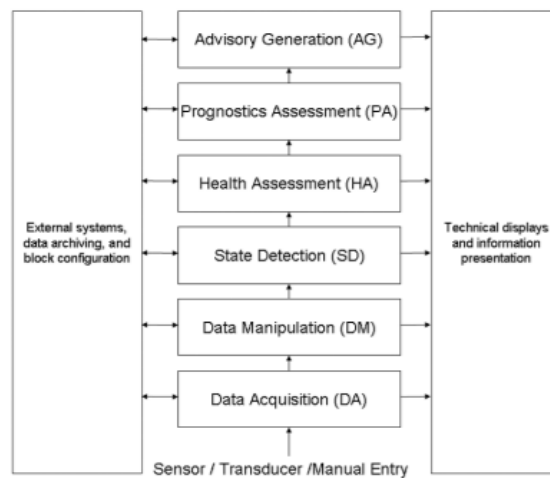 Advisory Generation (AG)
Prognostics Assessment (PA)
Health Assessment (HA)
External systems,
data archiving, and
block configuration
Technical displays
and information
presentation
State Detection (SD)
Data Manipulation (DM)
Data Acquisition (DA)
Sensor / Transducer /Manual Entry